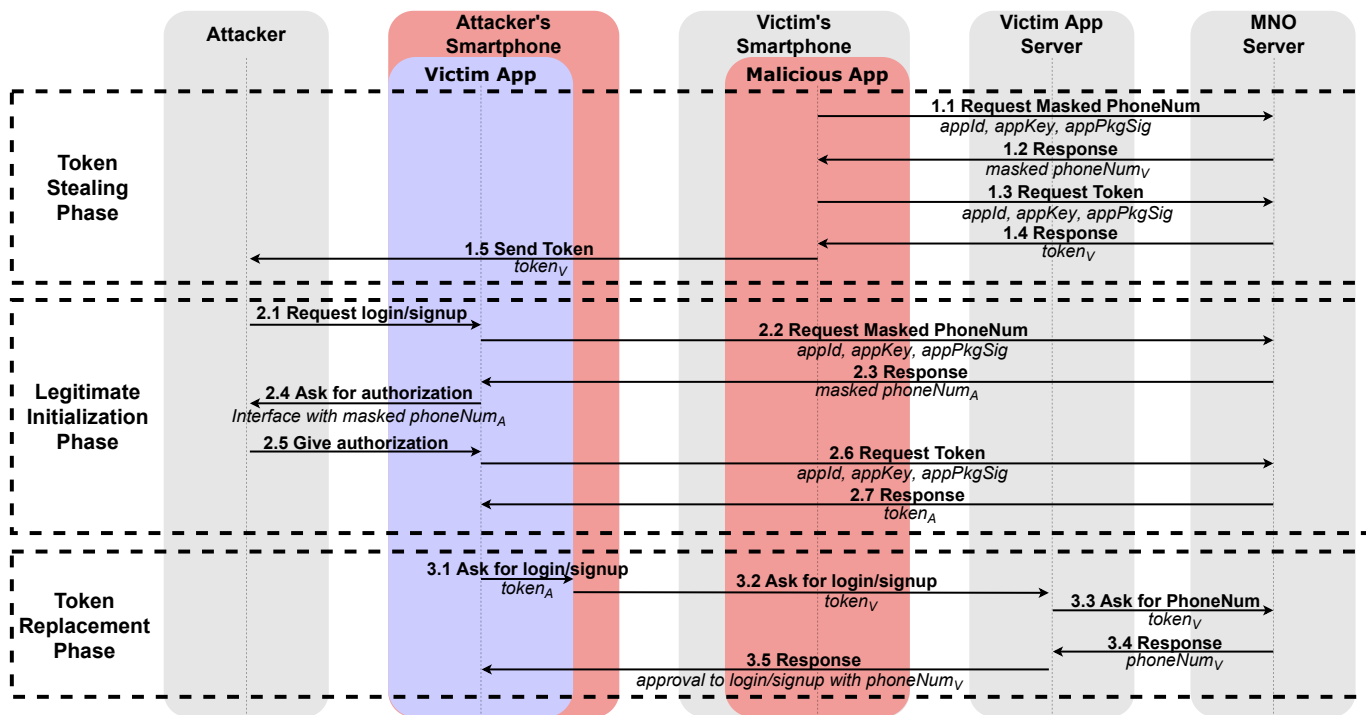 Attacker
Attacker's
Smartphone
Victim's
Smartphone
Victim App
Server
MNO
Server
Victim App
Malicious App
Token
Stealing
Phase
1.1 Request Masked PhoneNum
appId, appKey, appPkgSig
1.2 Response
masked phoneNumV
1.3 Request Token
appId, appKey, appPkgSig
1.4 Response
tokenV
1.5 Send Token
tokenV
Legitimate
Initialization
Phase
2.1 Request login/signup
2.2 Request Masked PhoneNum
appId, appKey, appPkgSig
2.3 Response
masked phoneNumA
2.4 Ask for authorization
Interface with masked phoneNumA
2.5 Give authorization
2.6 Request Token
appId, appKey, appPkgSig
2.7 Response
tokenA
Token
Replacement
Phase
3.1 Ask for login/signup
tokenA
3.2 Ask for login/signup
tokenV
3.3 Ask for PhoneNum
tokenV
3.4 Response
phoneNumV
3.5 Response
approval to login/signup with phoneNumV